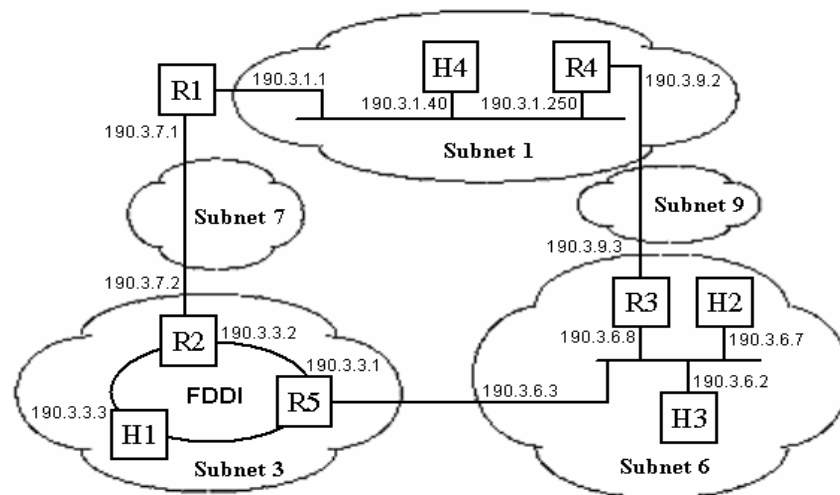 190.3.1.1
H4
R4
190.3.9.2
R1
190.3.1.40
190.3.1.250
190.3.7.1
Subnet 1
Subnet 7
Subnet 9
190.3.9.3
190.3.7.2
R3
H2
R2
190.3.3.2
190.3.6.8
190.3.6.7
190.3.3.1
190.3.6.3
190.3.6.2
FDDI
R5
190.3.3.3
H1
H3
Subnet 3
Subnet 6